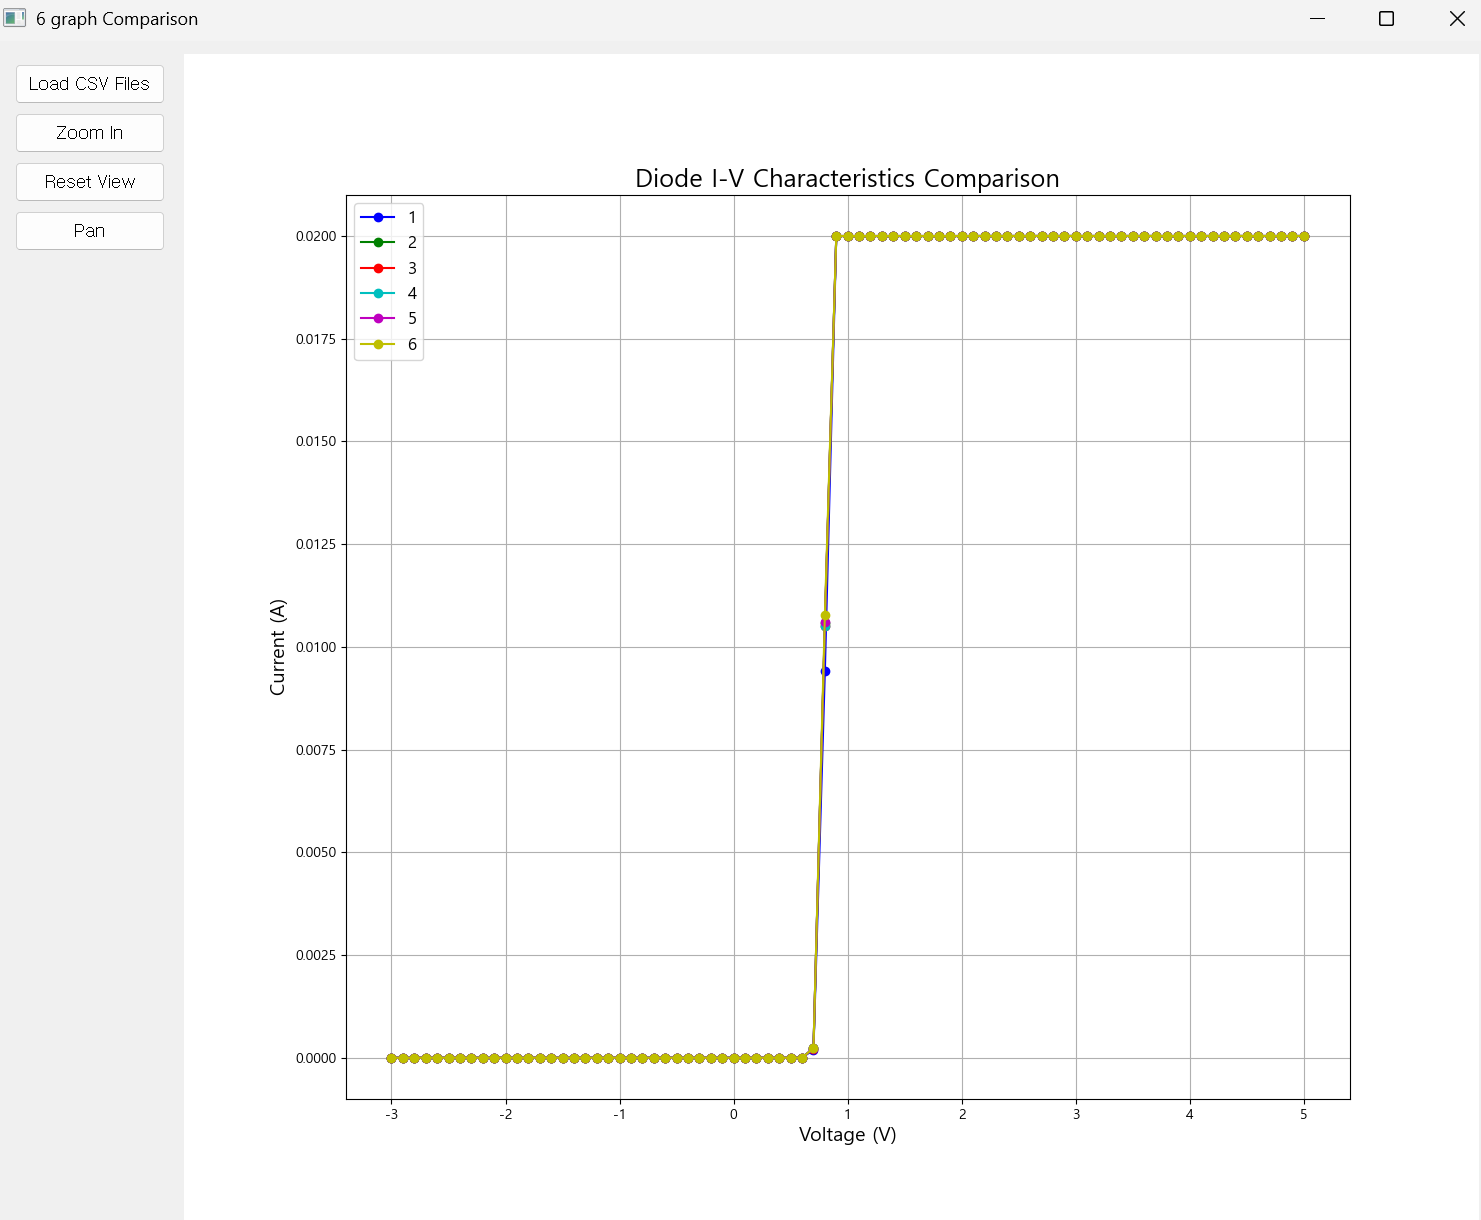 6 graph Comparison
Load CSV Files
Zoom In
Reset View
Pan
Diode I-V Characteristics Comparison
1
2
3
4
5
6
0.0200
0.0175
0.0150
0.0125
0.0100
0.0075
0.0050
0.0025
0.0000
Current (A)
-3 -2 -1 0 1 2 3 4 5
Voltage (V)